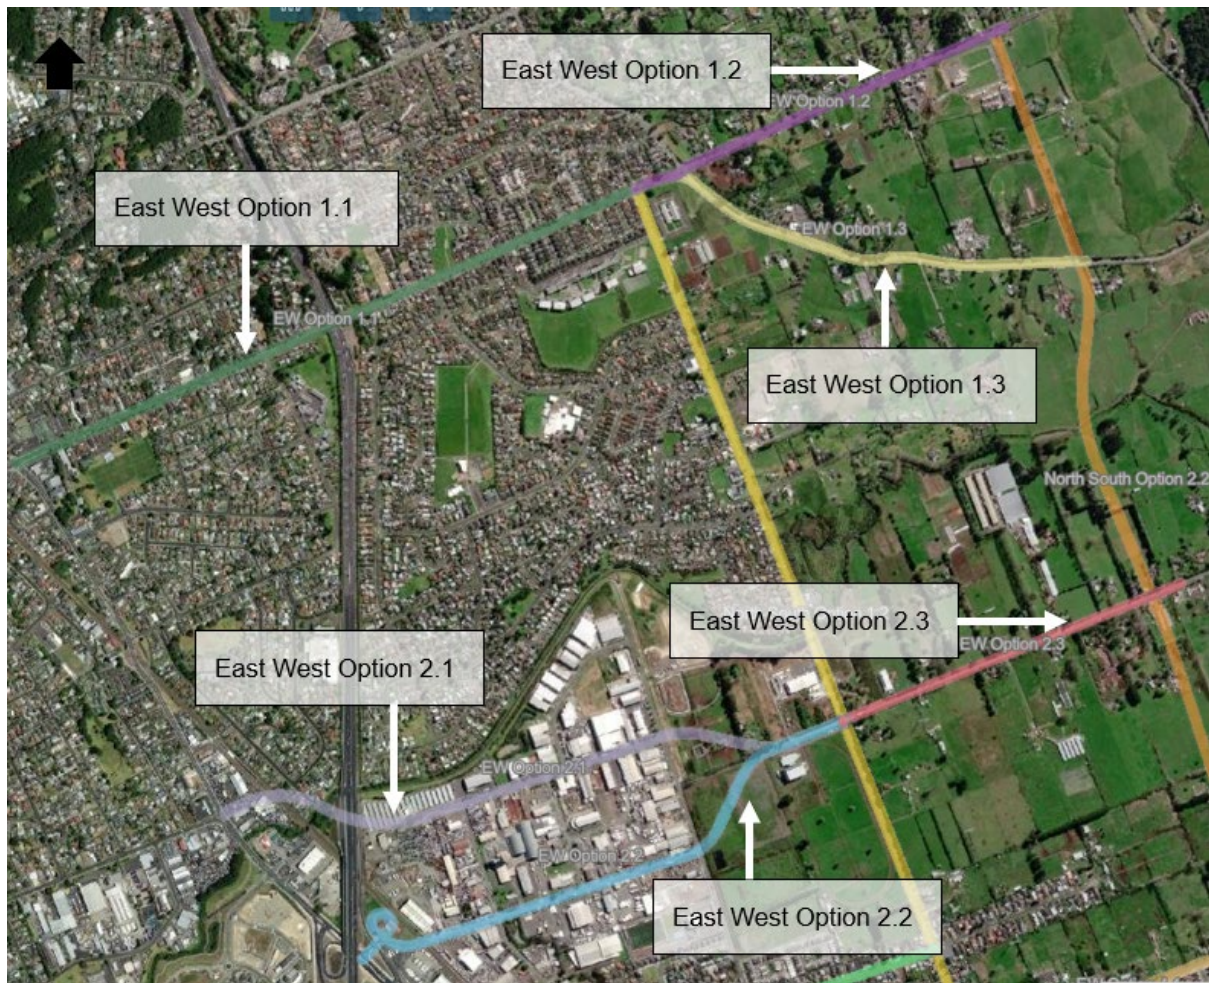 East West Option 1.2
EW Option 1.2
East West Option 1.1
EW Option 1.3
EW Option 1.1
East West Option 1.3
North South Option 2.2
East West Option 2.3
EW Option 2.3
East West Option 2.1
EW Option 2.1
EW Option 2.2
East West Option 2.2